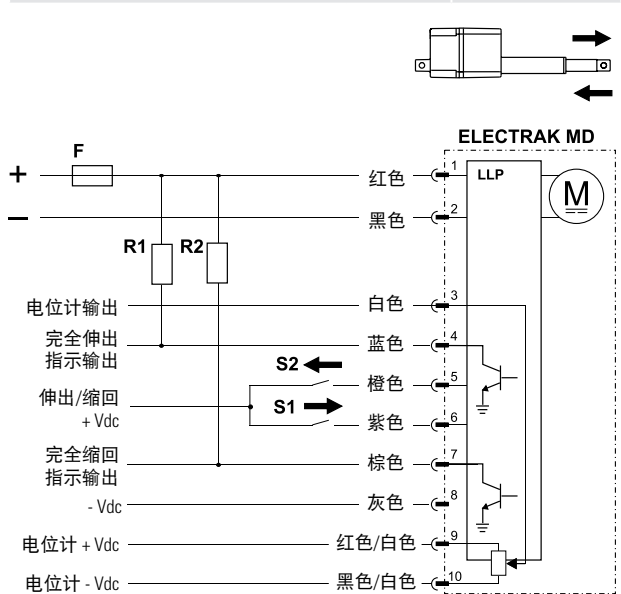 ELECTRAK MD
F
+
红色
1
LLP
M
−
黑色
2
R1
R2
电位计输出
白色
3
完全伸出
指示输出
蓝色
4
S2
橙色
5
伸出/缩回
+ Vdc
S1
紫色
6
完全缩回
指示输出
棕色
7
- Vdc
灰色
8
电位计 + Vdc
红色/白色
9
电位计 - Vdc
黑色/白色
10